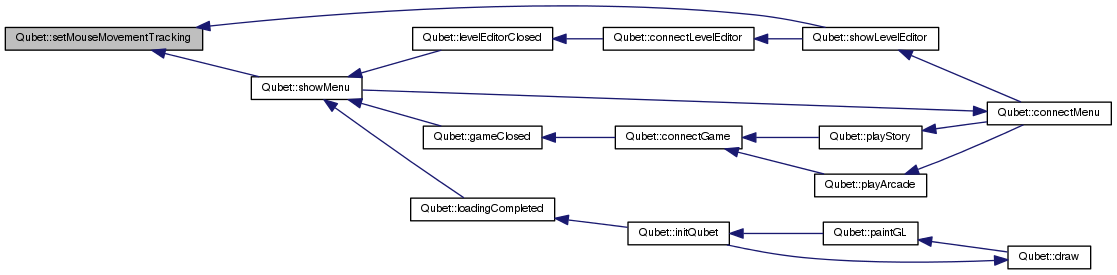 Qubet::setMouseMovementTracking
Qubet::levelEditorClosed
Qubet::connectLevelEditor
Qubet::showLevelEditor
Qubet::showMenu
Qubet::connectMenu
Qubet::gameClosed
Qubet::connectGame
Qubet::playStory
Qubet::playArcade
Qubet::loadingCompleted
Qubet::initQubet
Qubet::paintGL
Qubet::draw